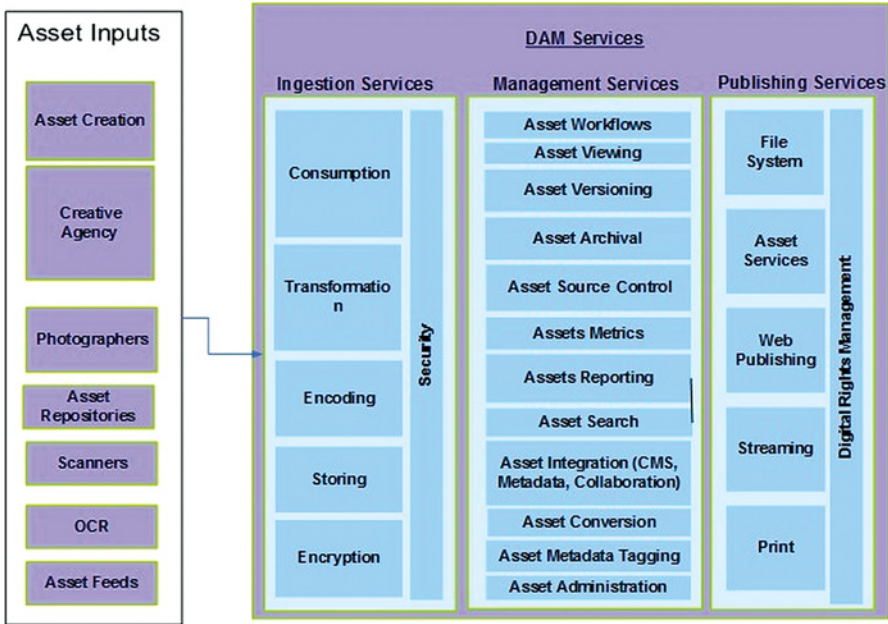 Asset Inputs
Asset Creation
Creative
Agency
Photographers
Asset
Repositories
Scanners
OCR
Asset Feeds
DAM Services
Ingestion Services
Consumption
Transformatio
n
Encoding
Storing
Encryption
Security
Management Services
Asset Workflows
Asset Viewing
Asset Versioning
Asset Archival
Asset Source Control
Assets Metrics
Assets Reporting
Asset Search
Asset Integration (CMS,
Metadata, Collaboration)
Asset Conversion
Asset Metadata Tagging
Asset Administration
Publishing Services
File
System
Asset
Services
Web
Publishing
Streaming
Print
Digital Rights Management